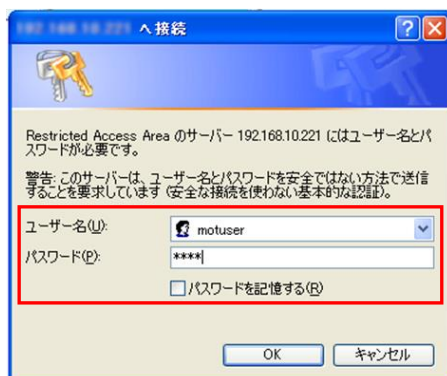 へ接続
Restricted Access Area のサーバー 192.168.10.221 にはユーザー名とパ
スワードが必要です。
警告: このサーバーは、ユーザー名とパスワードを安全ではない方法で送信
することを要求しています (安全な接続を使わない基本的な認証)。
ユーザー名(U):
motuser
パスワード(P):
****
パスワードを記憶する(R)
OK
キャンセル